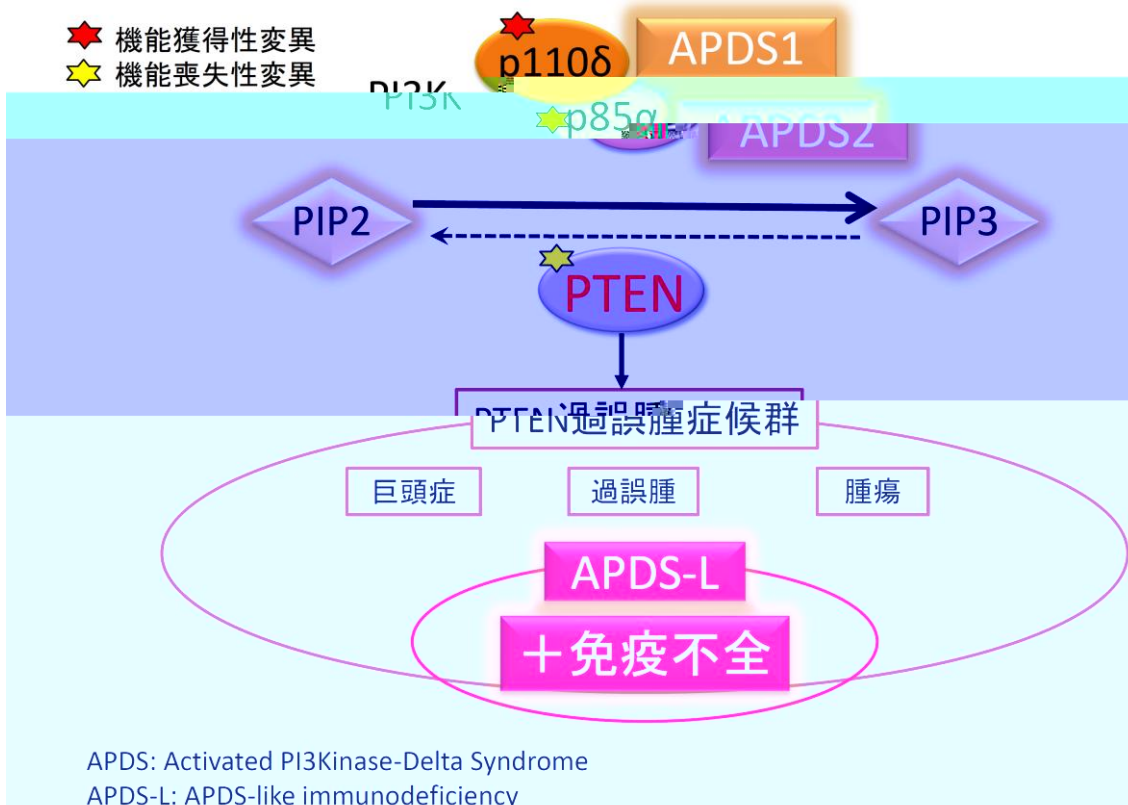 機能獲得性変異
機能喪失性変異
p110δ
APDS1
PI3K
p85α
APDS2
PIP2
PIP3
PTEN
PTEN過誤腫症候群
巨頭症
過誤腫
腫瘍
APDS-L
＋免疫不全
APDS: Activated PI3Kinase-Delta Syndrome
APDS-L: APDS-like immunodeficiency